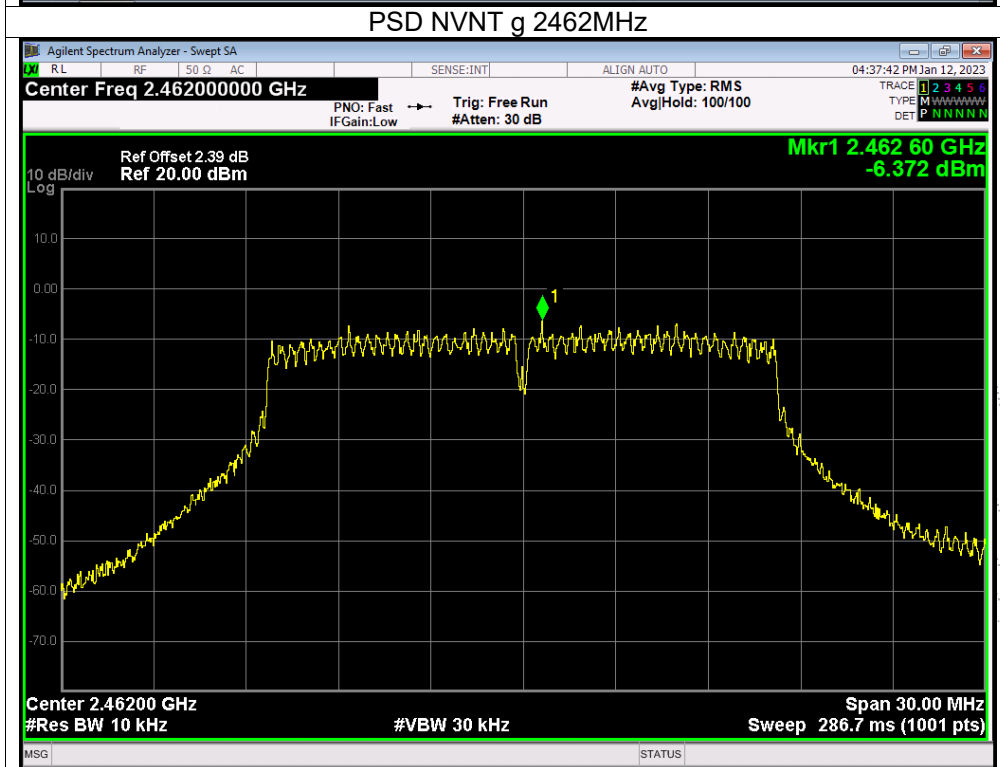 PSD NVNT g 2462MHz
Agilent Spectrum Analyzer - Swept SA
LXI RL RF 50 Ω AC SENSE:INT ALIGN AUTO 04:37:42 PM Jan 12, 2023
Center Freq 2.462000000 GHz #Avg Type: RMS TRACE 1 2 3 4 5 6
PNO: Fast Trig: Free Run Avg|Hold: 100/100 TYPE M WWWWW
IFGain:Low #Atten: 30 dB DET P N N N N N
Mkr1 2.462 60 GHz
Ref Offset 2.39 dB
10 dB/div Ref 20.00 dBm -6.372 dBm
Log
10.0
0.00
1
-10.0
-20.0
-30.0
-40.0
-50.0
-60.0
-70.0
Center 2.46200 GHz Span 30.00 MHz
#Res BW 10 kHz #VBW 30 kHz Sweep 286.7 ms (1001 pts)
MSG STATUS